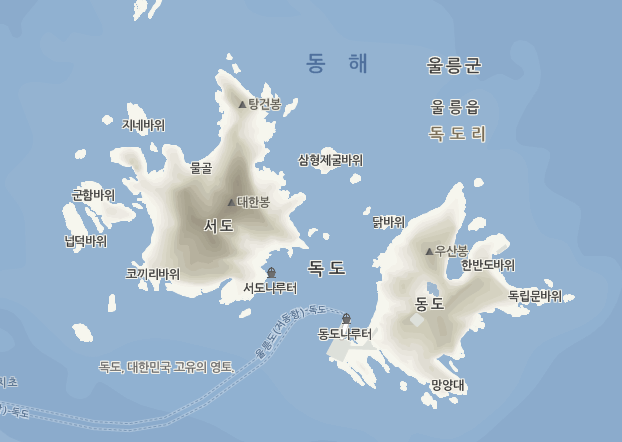 동 해
울릉군
울릉읍
독도리
탕건봉
지네바위
삼형제굴바위
물골
군함바위
대한봉
서도
닭바위
넙덕바위
우산봉
한반도바위
독도
코끼리바위
서도나루터
독립문바위
동도
울릉도(저동항)-독도
동도나루터
독도, 대한민국 고유의 영토.
망양대
-독도